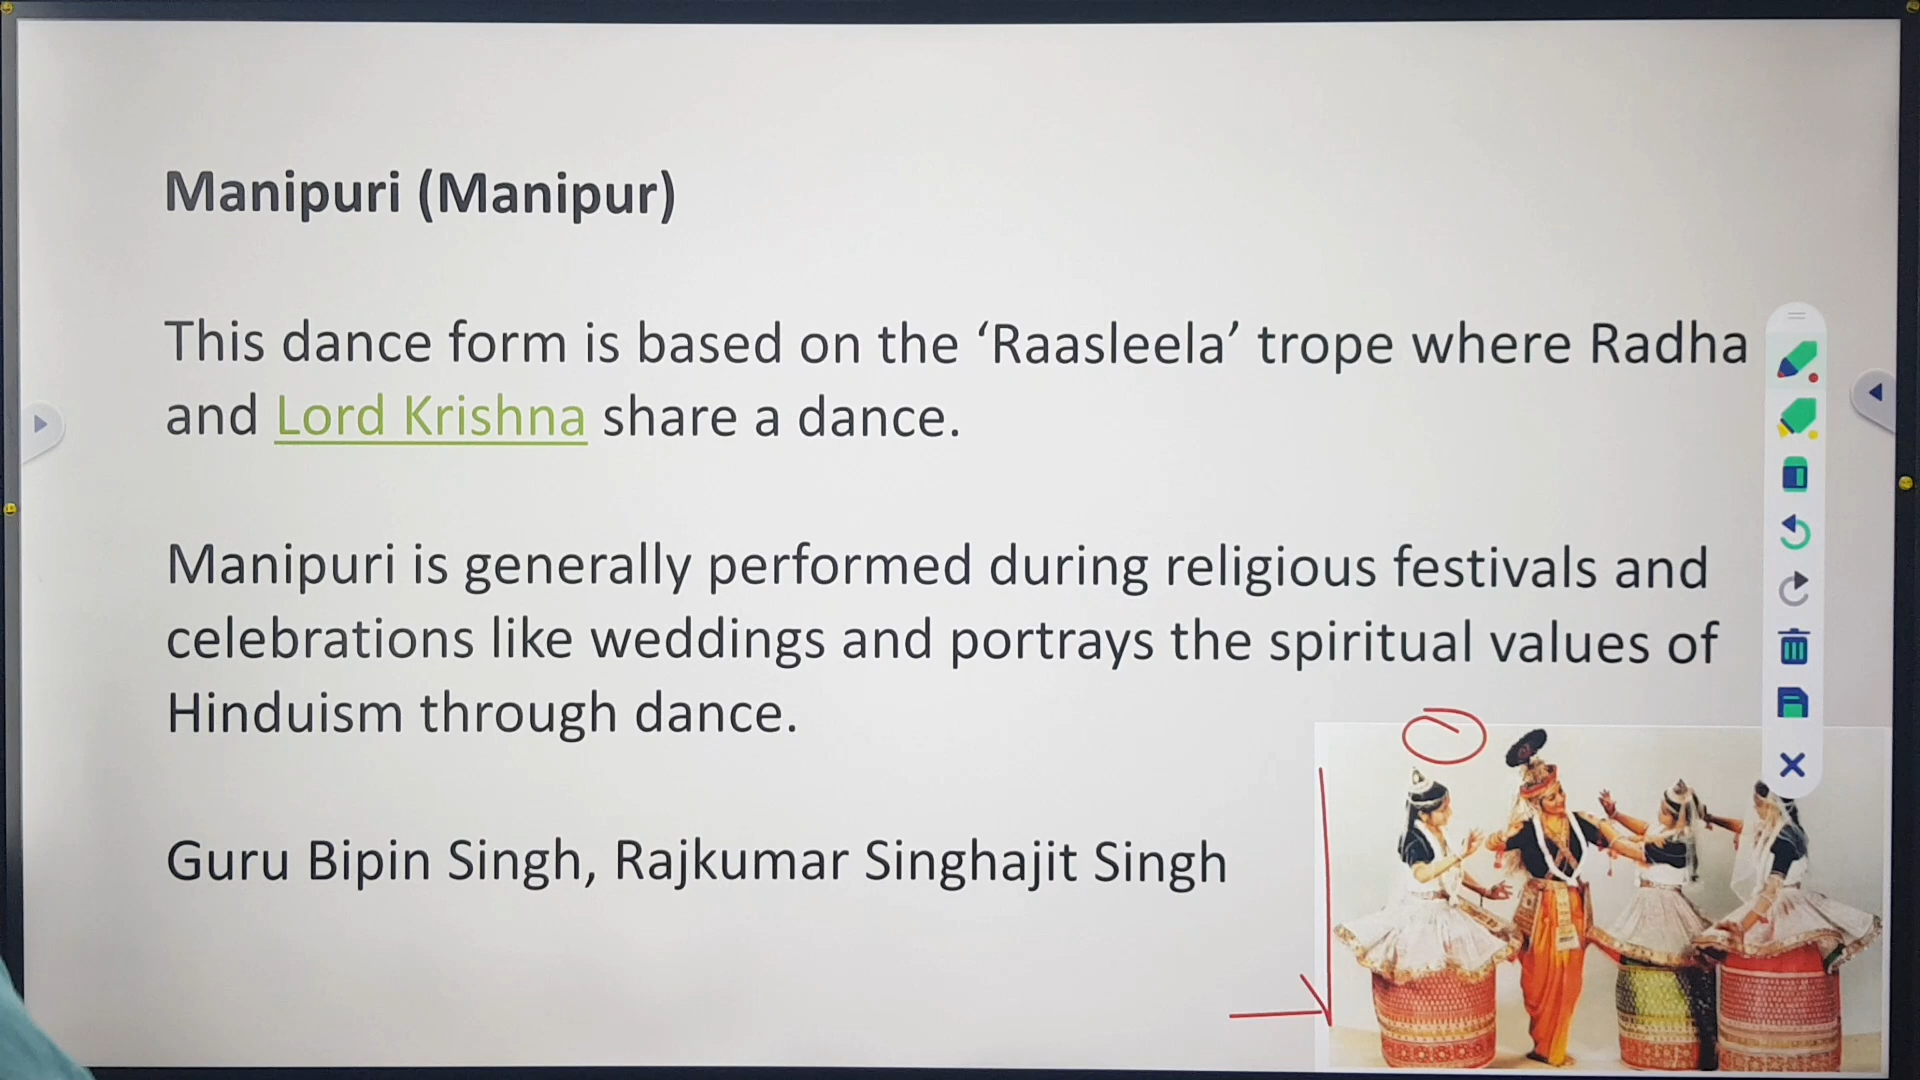 Manipuri (Manipur)
This dance form is based on the ‘Raasleela’ trope where Radha
and Lord Krishna share a dance.
Manipuri is generally performed during religious festivals and
celebrations like weddings and portrays the spiritual values of
Hinduism through dance.
Guru Bipin Singh, Rajkumar Singhajit Singh